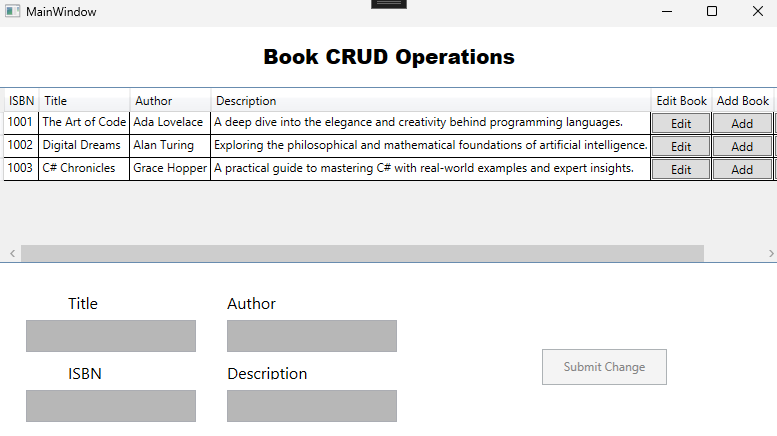 MainWindow
Book CRUD Operations
ISBN Title Author Description Edit Book Add Book
1001 The Art of Code Ada Lovelace A deep dive into the elegance and creativity behind programming languages. Edit Add
1002 Digital Dreams Alan Turing Exploring the philosophical and mathematical foundations of artificial intelligence. Edit Add
1003 C# Chronicles Grace Hopper A practical guide to mastering C# with real-world examples and expert insights. Edit Add
Title Author
Submit Change
ISBN Description